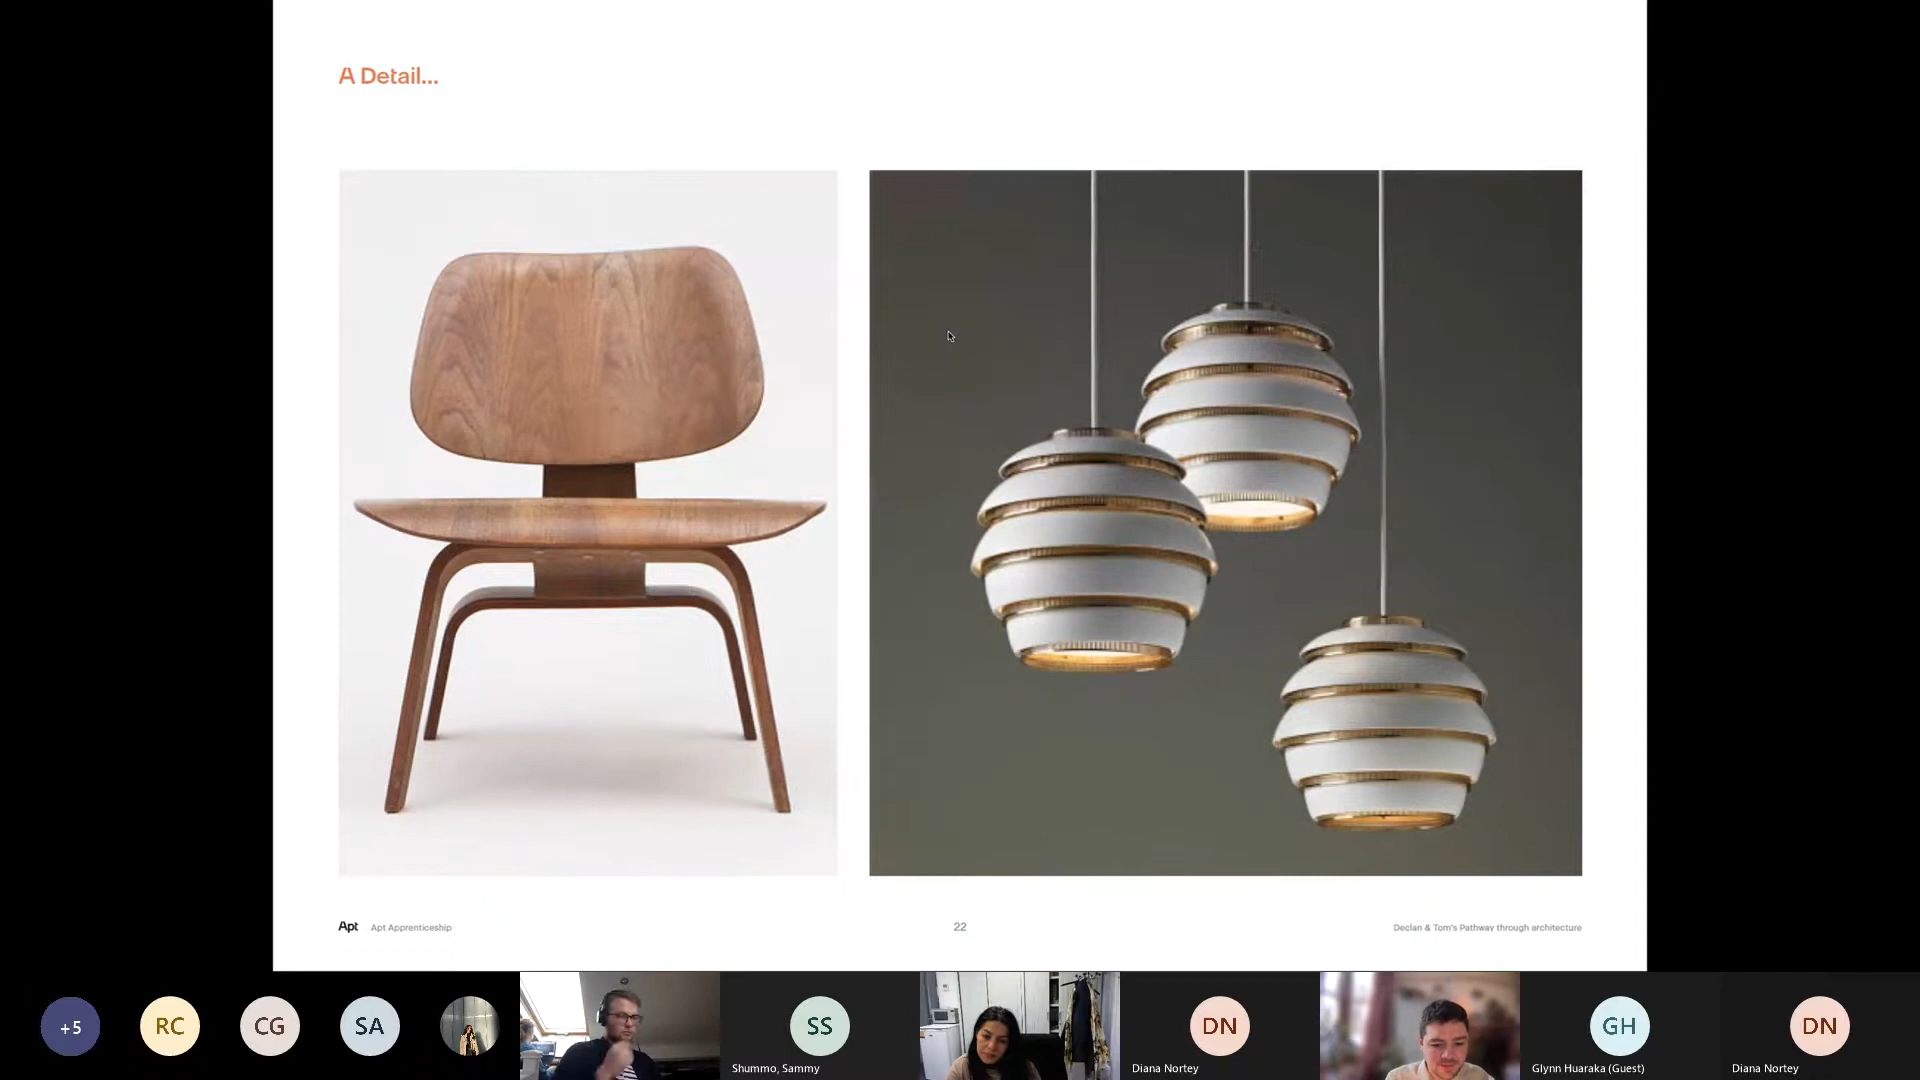 A Detail...
Apt Apt Apprenticeship
22
Declan & Tom's Pathway through architecture
+5
RC
CG
SA
SS
Shummo, Sammy
DN
Diana Nortey
GH
Glynn Huaraka (Guest)
DN
Diana Nortey